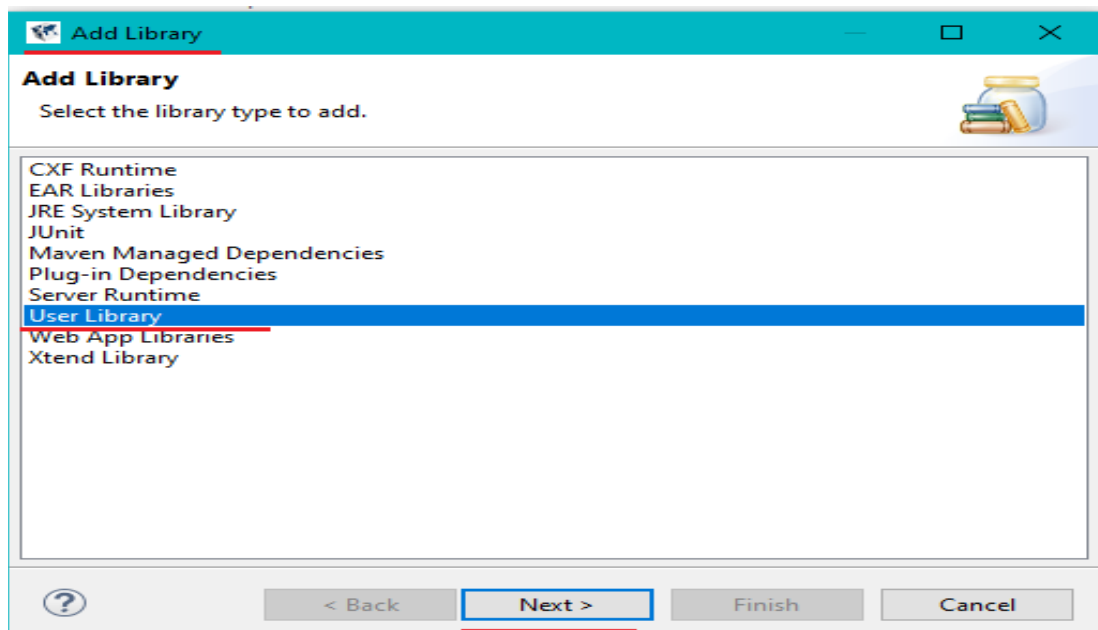 Add Library
Add Library
Select the library type to add.
CXF Runtime
EAR Libraries
JRE System Library
JUnit
Maven Managed Dependencies
Plug-in Dependencies
Server Runtime
User Library
Web App Libraries
Xtend Library
? < Back Next > Finish Cancel